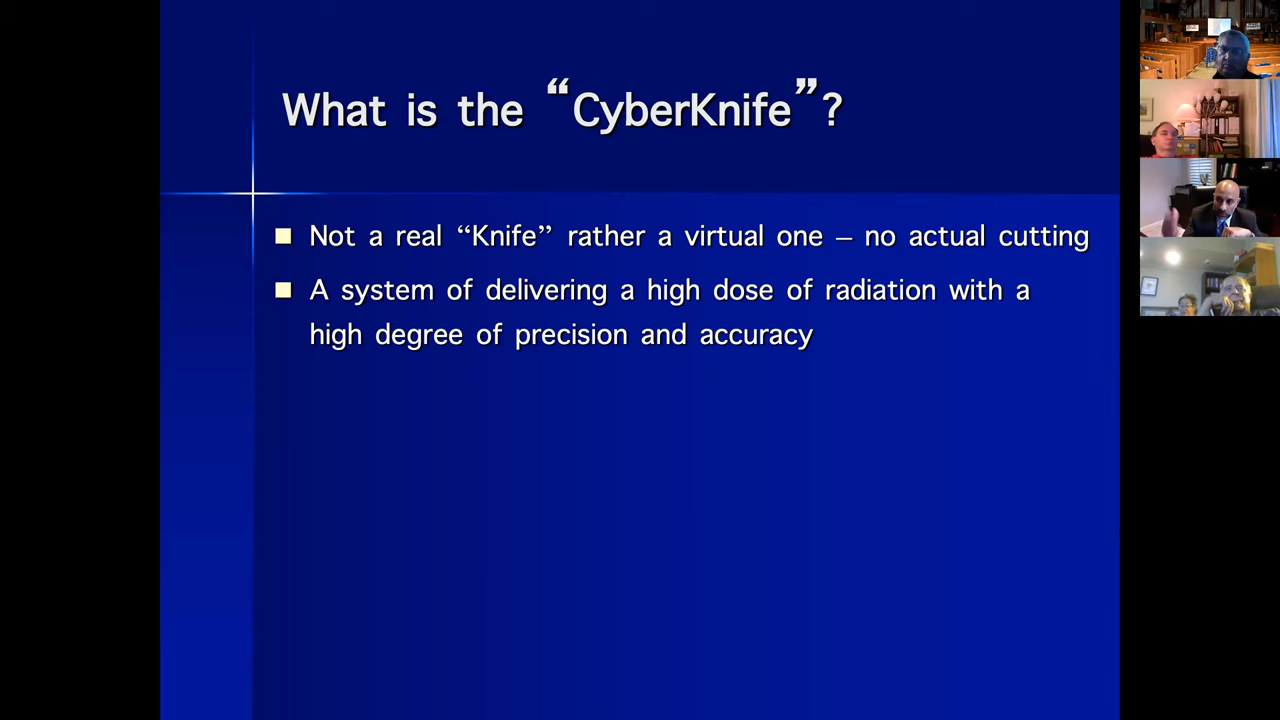 What is the “CyberKnife”?
Not a real “Knife” rather a virtual one – no actual cutting
A system of delivering a high dose of radiation with a
high degree of precision and accuracy